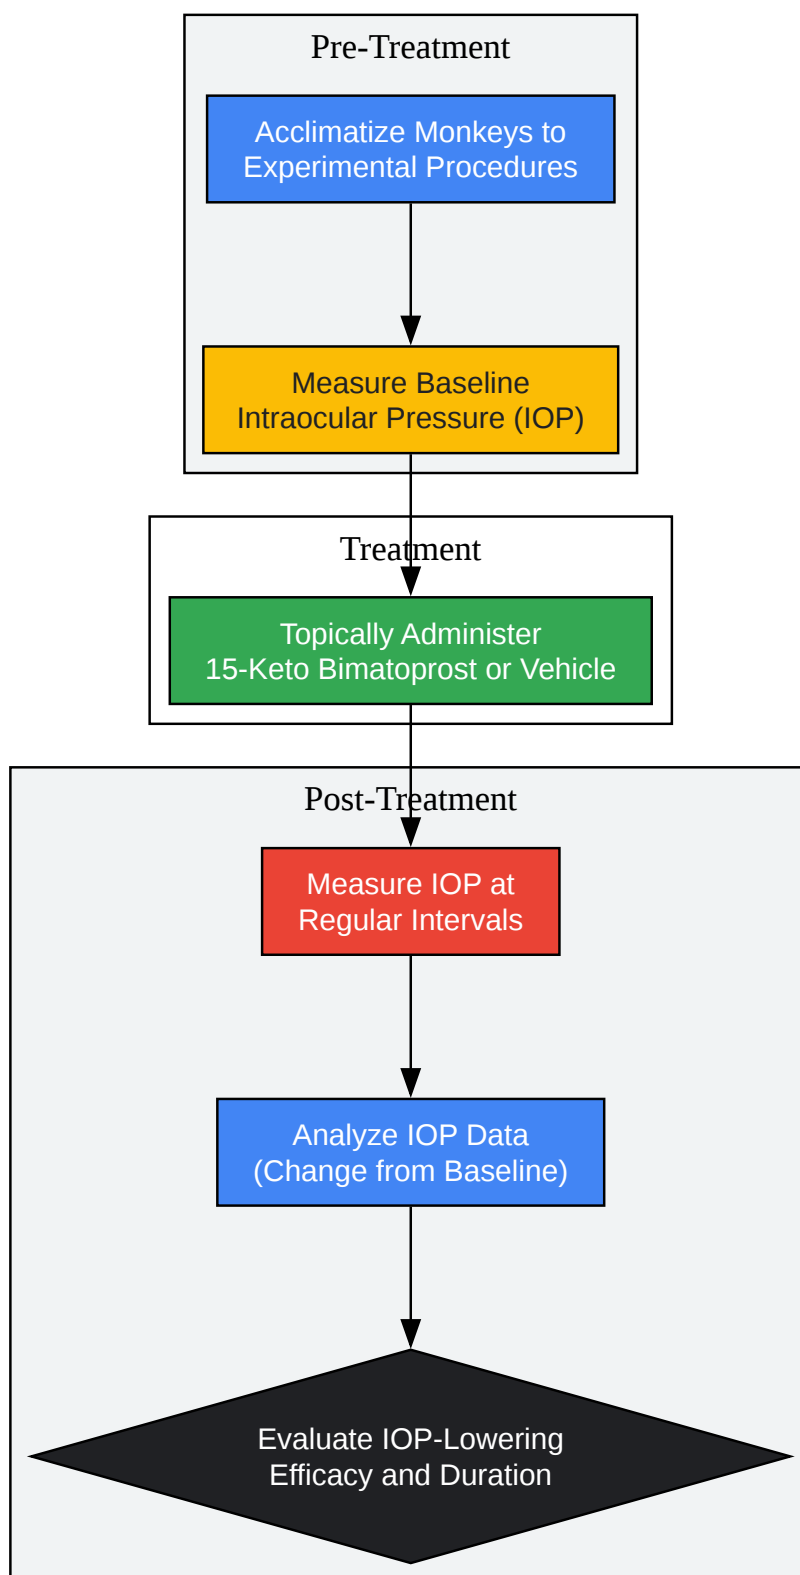 Pre-Treatment
Acclimatize Monkeys to
Experimental Procedures
Measure Baseline
Intraocular Pressure (IOP)
Treatment
Topically Administer
15-Keto Bimatoprost or Vehicle
Post-Treatment
Measure IOP at
Regular Intervals
Analyze IOP Data
(Change from Baseline)
Evaluate IOP-Lowering
Efficacy and Duration